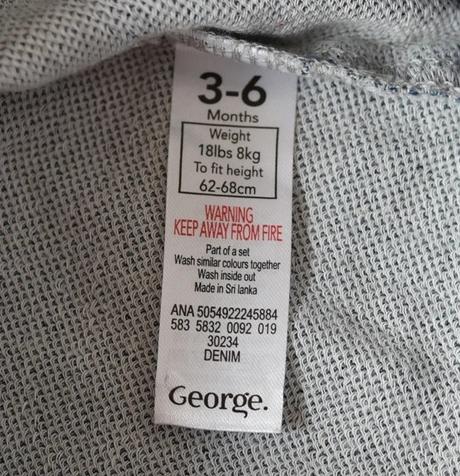 3-6
Months
Weight
18lbs 8kg
To fit height
62-68cm
WARNING
KEEP AWAY FROM FIRE
Part of a set
Wash similar colours together
Wash inside out
Made in Sri lanka
ANA 5054922245884
583 5832 0092 019
30234
DENIM
George.